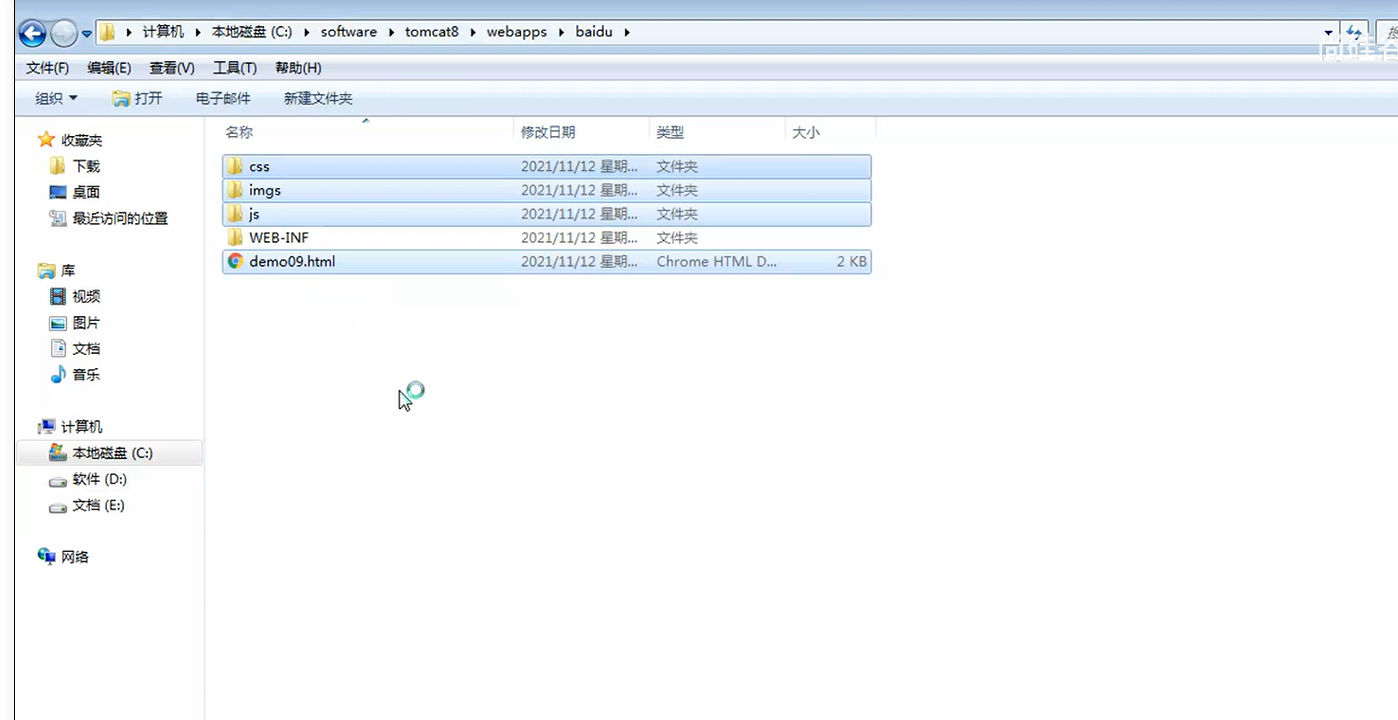 计算机 本地磁盘 (C:) software tomcat8 webapps baidu
文件(F) 编辑(E) 查看(V) 工具(T) 帮助(H)
组织 打开 电子邮件 新建文件夹
名称 修改日期 类型 大小
css 2021/11/12 星期... 文件夹
imgs 2021/11/12 星期... 文件夹
js 2021/11/12 星期... 文件夹
WEB-INF 2021/11/12 星期... 文件夹
demo09.html 2021/11/12 星期... Chrome HTML D... 2 KB
收藏夹
下载
桌面
最近访问的位置
库
视频
图片
文档
音乐
计算机
本地磁盘 (C:)
软件 (D:)
文档 (E:)
网络